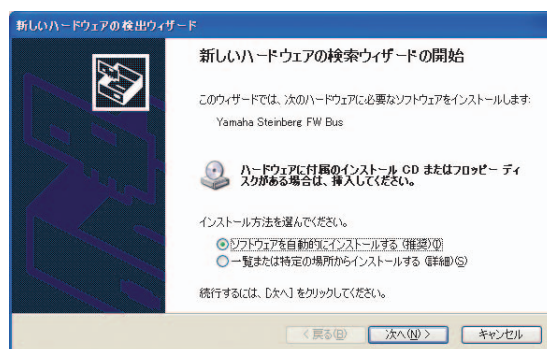 新しいハードウェアの検出ウィザード
新しいハードウェアの検索ウィザードの開始
このウィザードでは、次のハードウェアに必要なソフトウェアをインストールします:
Yamaha Steinberg FW Bus
ハードウェアに付属のインストール CD またはフロッピー ディ
スクがある場合は、挿入してください。
インストール方法を選んでください。
ソフトウェアを自動的にインストールする (推奨)(I)
一覧または特定の場所からインストールする (詳細)(S)
続行するには、[次へ] をクリックしてください。
< 戻る(B) 次へ(N) > キャンセル